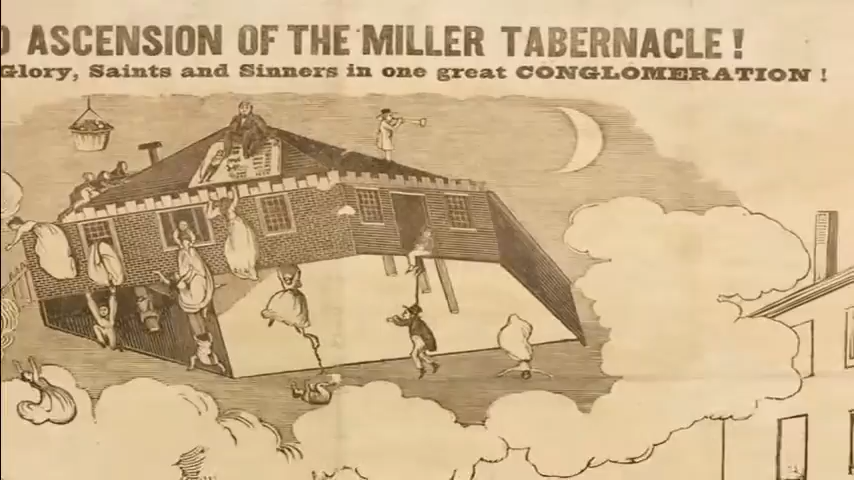 ASCENSION OF THE MILLER TABERNACLE!
Glory, Saints and Sinners in one great CONGLOMERATION!